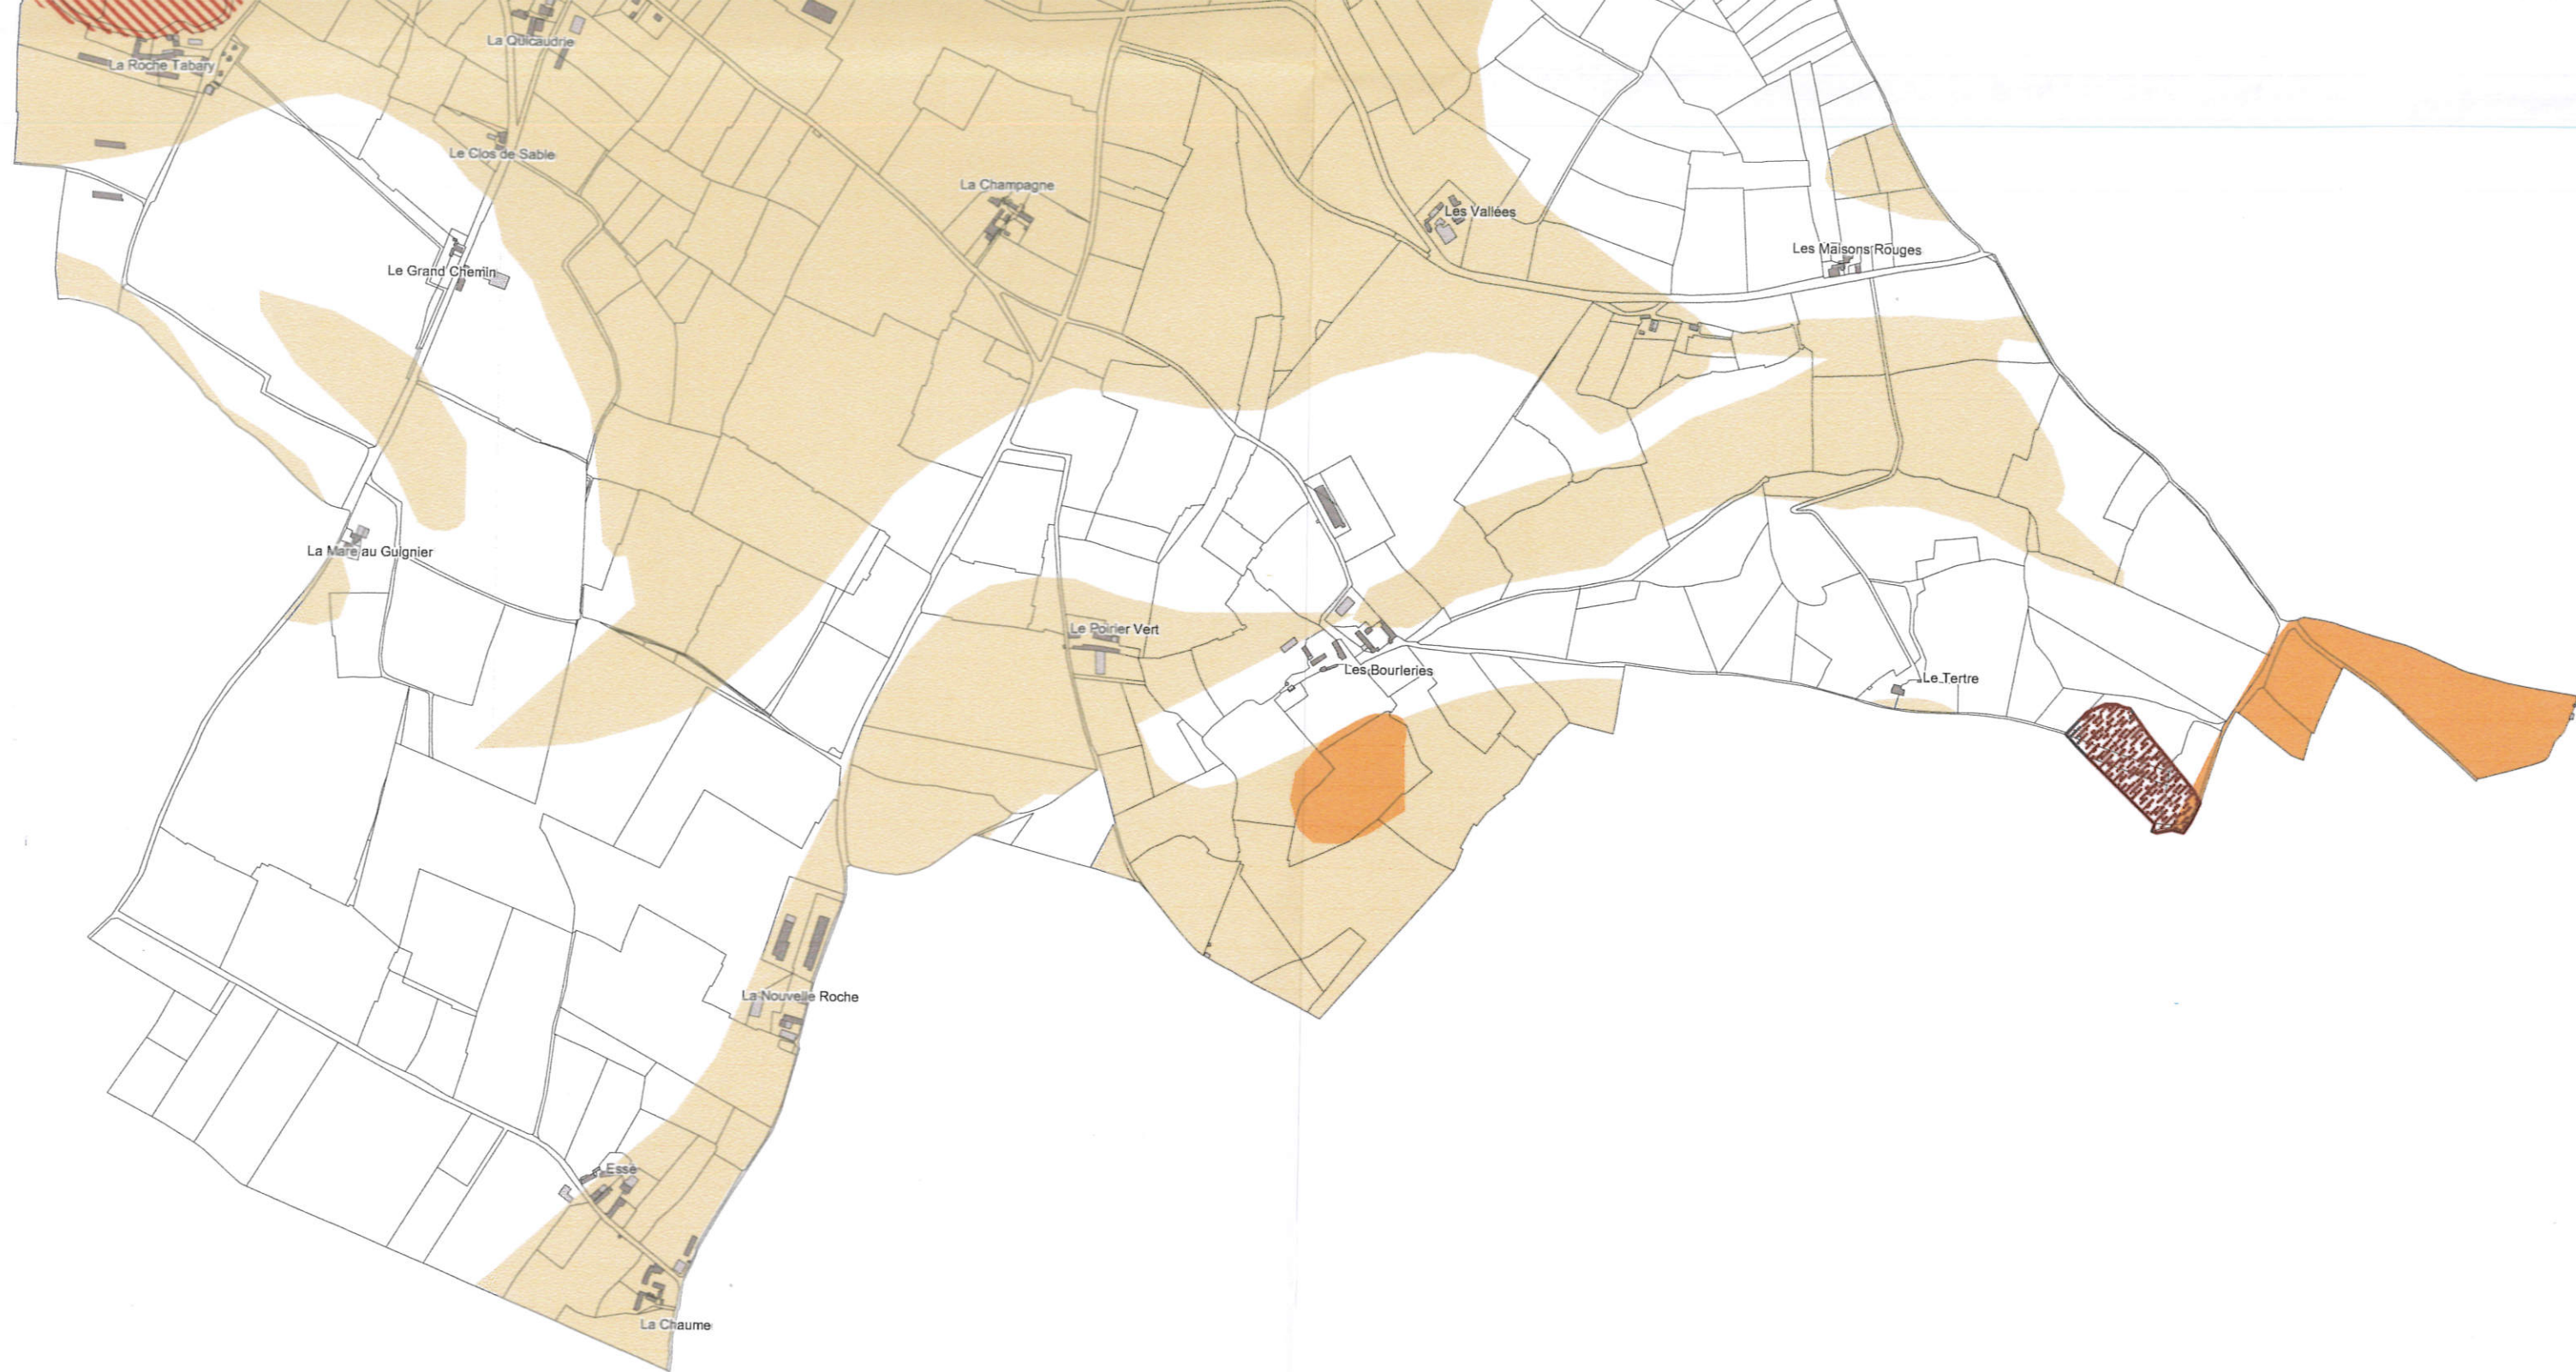 La Quicaudrie
La Roche Tabary
Le Clos de Sable
La Champagne
Les Vallées
Les Maisons Rouges
Le Grand Chemin
La Mare au Guignier
Le Poirier Vert
Les Bourleries
Le Tertre
La Nouvelle Roche
Esse
La Chaume